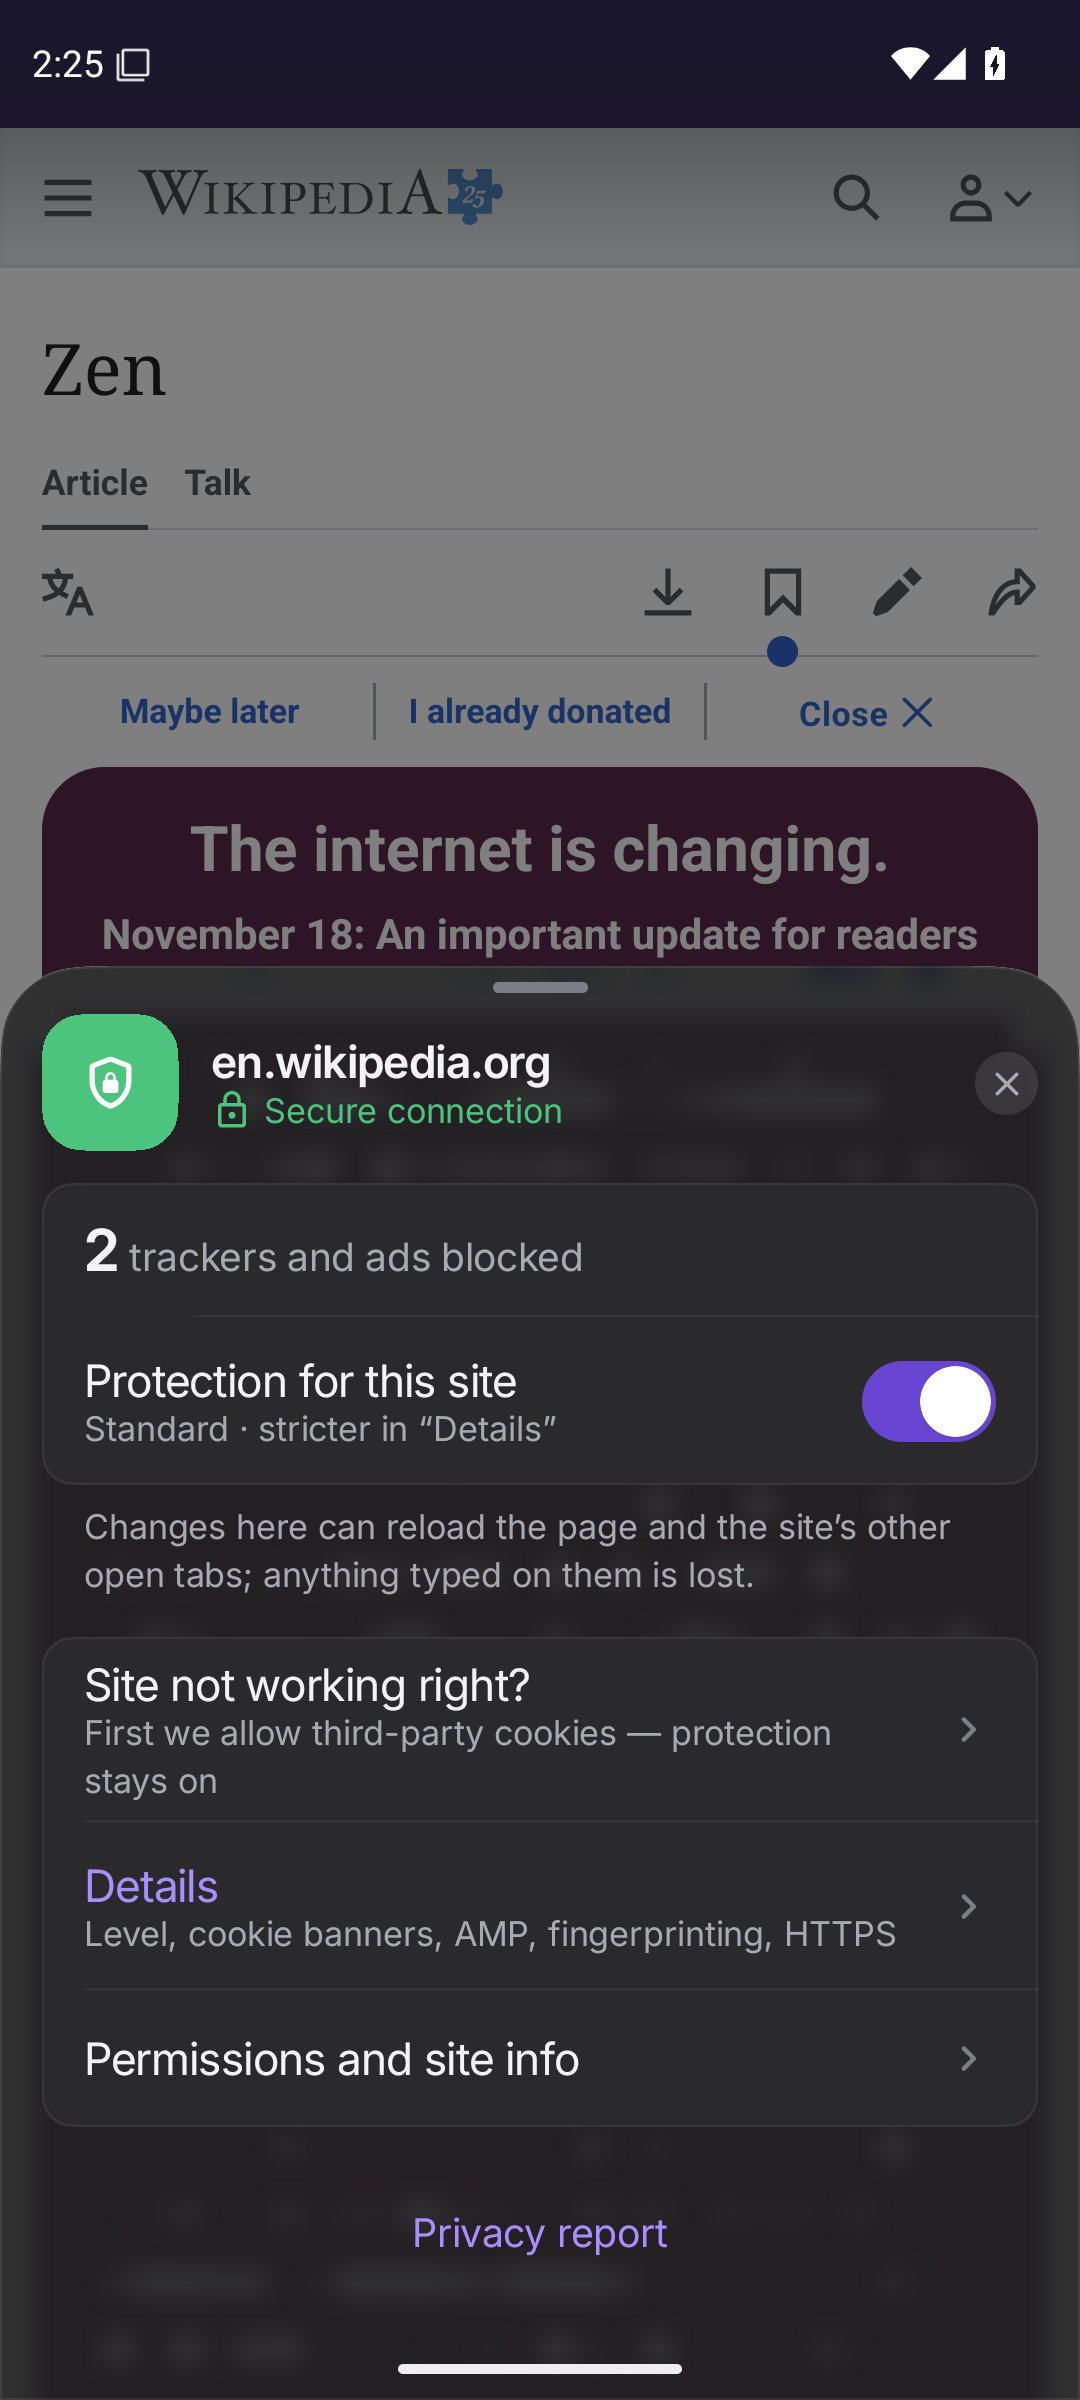 2:25
WIKIPEDIA 25
Zen
Article Talk
文A
Maybe later I already donated Close
The internet is changing.
November 18: An important update for readers
en.wikipedia.org
Secure connection
2 trackers and ads blocked
Protection for this site
Standard · stricter in “Details”
Changes here can reload the page and the site’s other
open tabs; anything typed on them is lost.
Site not working right?
First we allow third-party cookies — protection
stays on
Details
Level, cookie banners, AMP, fingerprinting, HTTPS
Permissions and site info
Privacy report